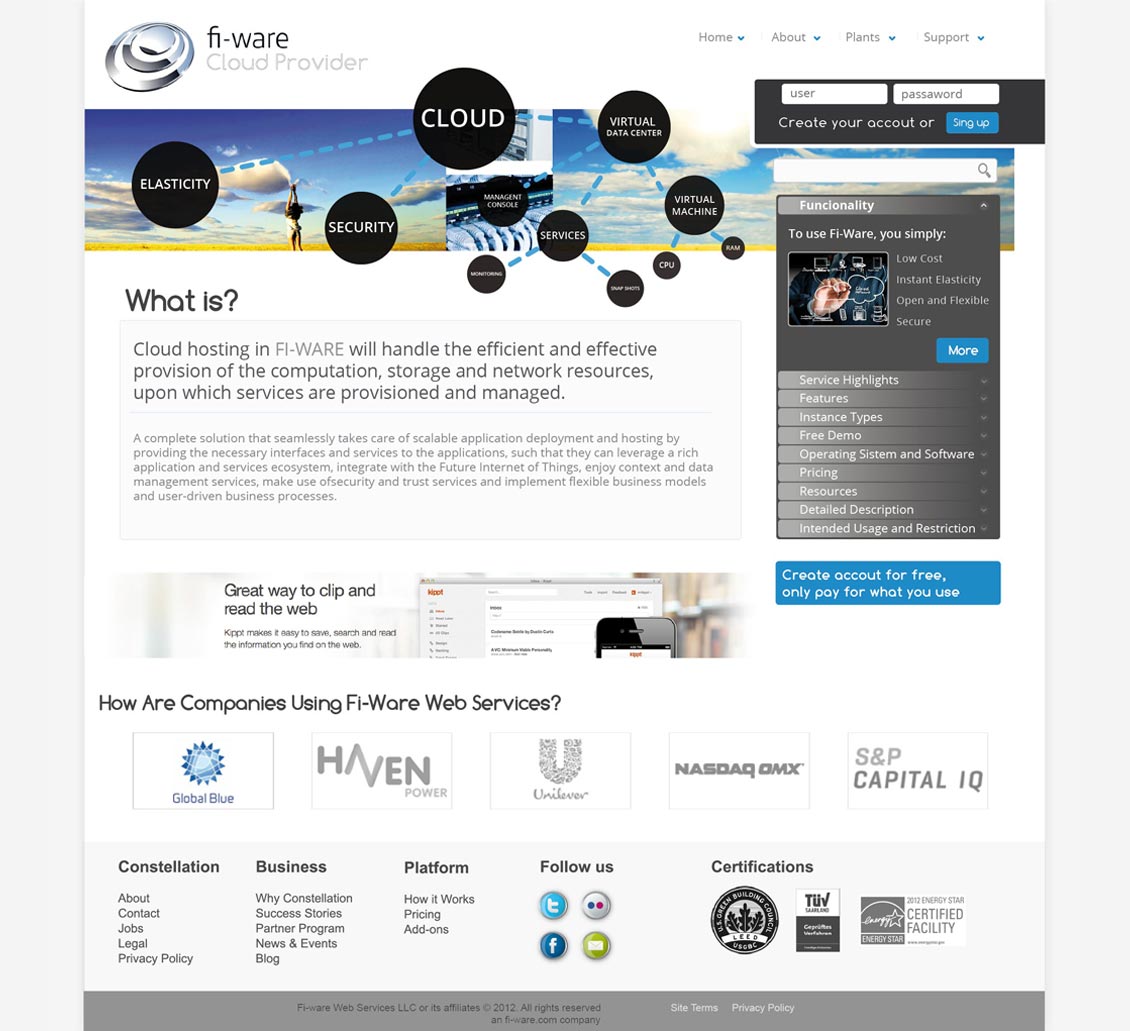 fi-ware
Cloud Provider
Home
About
Plants
Support
user
passaword
Create your accout or
Sing up
CLOUD
VIRTUAL
DATA CENTER
ELASTICITY
SECURITY
MANAGENT
CONSOLE
SERVICES
VIRTUAL
MACHINE
RAM
CPU
MONITORING
SNAP SHOTS
Funcionality
To use Fi-Ware, you simply:
Low Cost
Instant Elasticity
Open and Flexible
Secure
More
Service Highlights
Features
Instance Types
Free Demo
Operating Sistem and Software
Pricing
Resources
Detailed Description
Intended Usage and Restriction
Create accout for free,
only pay for what you use
What is?
Cloud hosting in FI-WARE will handle the efficient and effective
provision of the computation, storage and network resources,
upon which services are provisioned and managed.
A complete solution that seamlessly takes care of scalable application deployment and hosting by
providing the necessary interfaces and services to the applications, such that they can leverage a rich
application and services ecosystem, integrate with the Future Internet of Things, enjoy context and data
management services, make use ofsecurity and trust services and implement flexible business models
and user-driven business processes.
Great way to clip and
read the web
Kippt makes it easy to save, search and read
the information you find on the web.
kippt
Inbox
kippt
How Are Companies Using Fi-Ware Web Services?
Global Blue
HAVEN
POWER
Unilever
NASDAQ OMX
S&P
CAPITAL IQ
Constellation
About
Contact
Jobs
Legal
Privacy Policy
Business
Why Constellation
Success Stories
Partner Program
News & Events
Blog
Platform
How it Works
Pricing
Add-ons
Follow us
Certifications
U.S. GREEN BUILDING COUNCIL
LEED
USGBC
TÜV
SAARLAND
Geprüftes
Verfahren
energy
ENERGY STAR
2012 ENERGY STAR
CERTIFIED
FACILITY
www.energystar.gov
Fi-ware Web Services LLC or its affiliates © 2012. All rights reserved
an fi-ware.com company
Site Terms
Privacy Policy